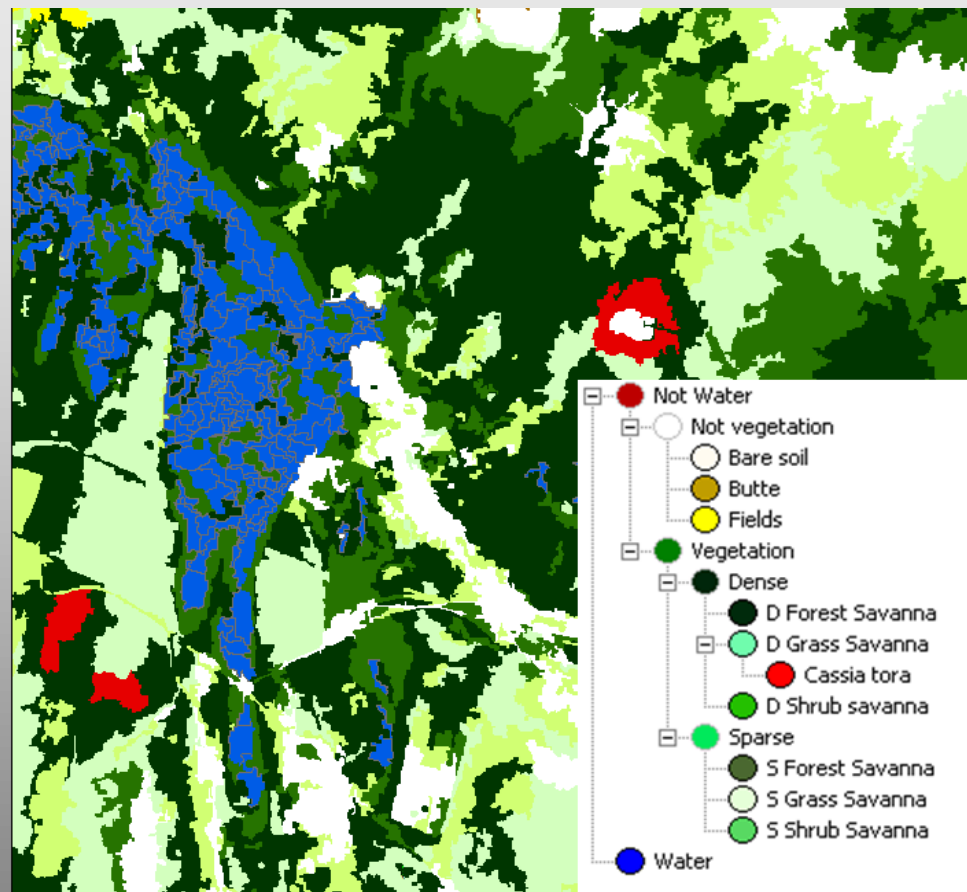 Not Water
Not vegetation
Bare soil
Butte
Fields
Vegetation
Dense
D Forest Savanna
D Grass Savanna
Cassia tora
D Shrub savanna
Sparse
S Forest Savanna
S Grass Savanna
S Shrub Savanna
Water